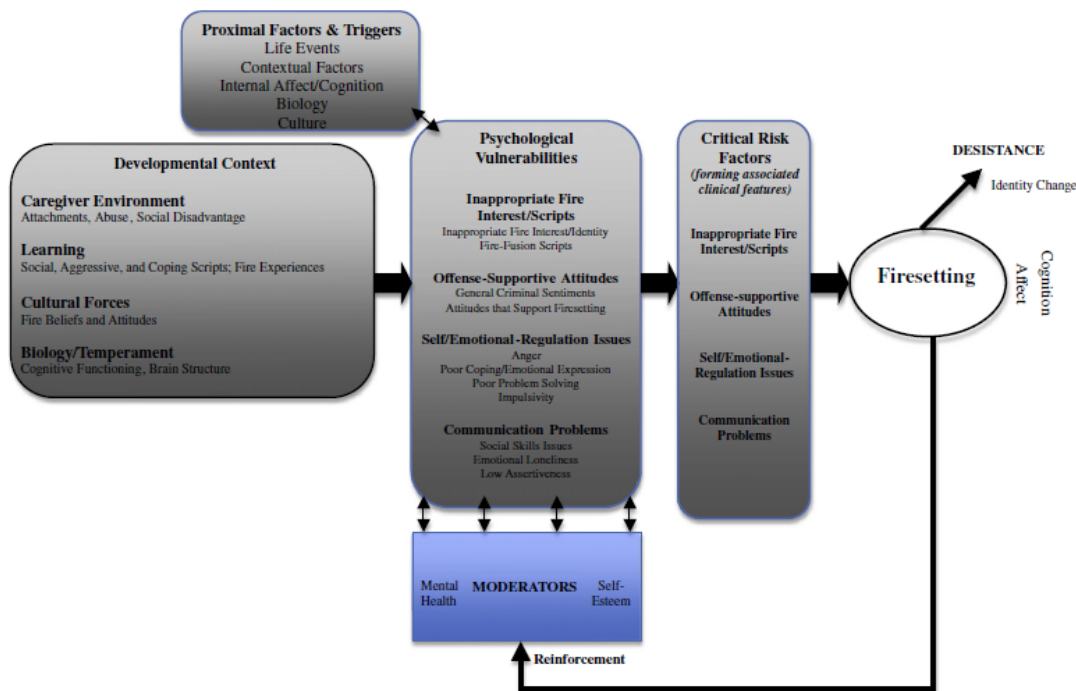 Proximal Factors & Triggers
Life Events
Contextual Factors
Internal Affect/Cognition
Biology
Culture
Developmental Context
Caregiver Environment
Attachments, Abuse, Social Disadvantage
Learning
Social, Aggressive, and Coping Scripts; Fire Experiences
Cultural Forces
Fire Beliefs and Attitudes
Biology/Temperament
Cognitive Functioning, Brain Structure
Psychological
Vulnerabilities
Inappropriate Fire
Interest/Scripts
Inappropriate Fire Interest/Identity
Fire-Fusion Scripts
Offense-Supportive Attitudes
General Criminal Sentiments
Attitudes that Support Firesetting
Self/Emotional-Regulation Issues
Anger
Poor Coping/Emotional Expression
Poor Problem Solving
Impulsivity
Communication Problems
Social Skills Issues
Emotional Loneliness
Low Assertiveness
Critical Risk
Factors
(forming associated
clinical features)
Inappropriate Fire
Interest/Scripts
Offense-supportive
Attitudes
Self/Emotional-
Regulation Issues
Communication
Problems
DESISTANCE
Identity Change
Firesetting
Cognition
Affect
Mental
Health
MODERATORS
Self-
Esteem
Reinforcement